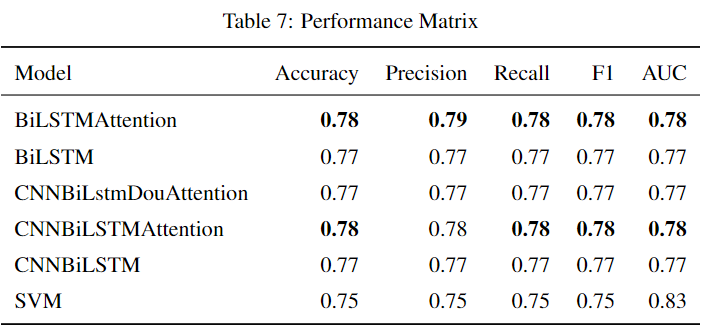 Table 7: Performance Matrix
Model Accuracy Precision Recall F1 AUC
BiLSTMAttention 0.78 0.79 0.78 0.78 0.78
BiLSTM 0.77 0.77 0.77 0.77 0.77
CNNBiLstmDouAttention 0.77 0.77 0.77 0.77 0.77
CNNBiLSTMAttention 0.78 0.78 0.78 0.78 0.78
CNNBiLSTM 0.77 0.77 0.77 0.77 0.77
SVM 0.75 0.75 0.75 0.75 0.83